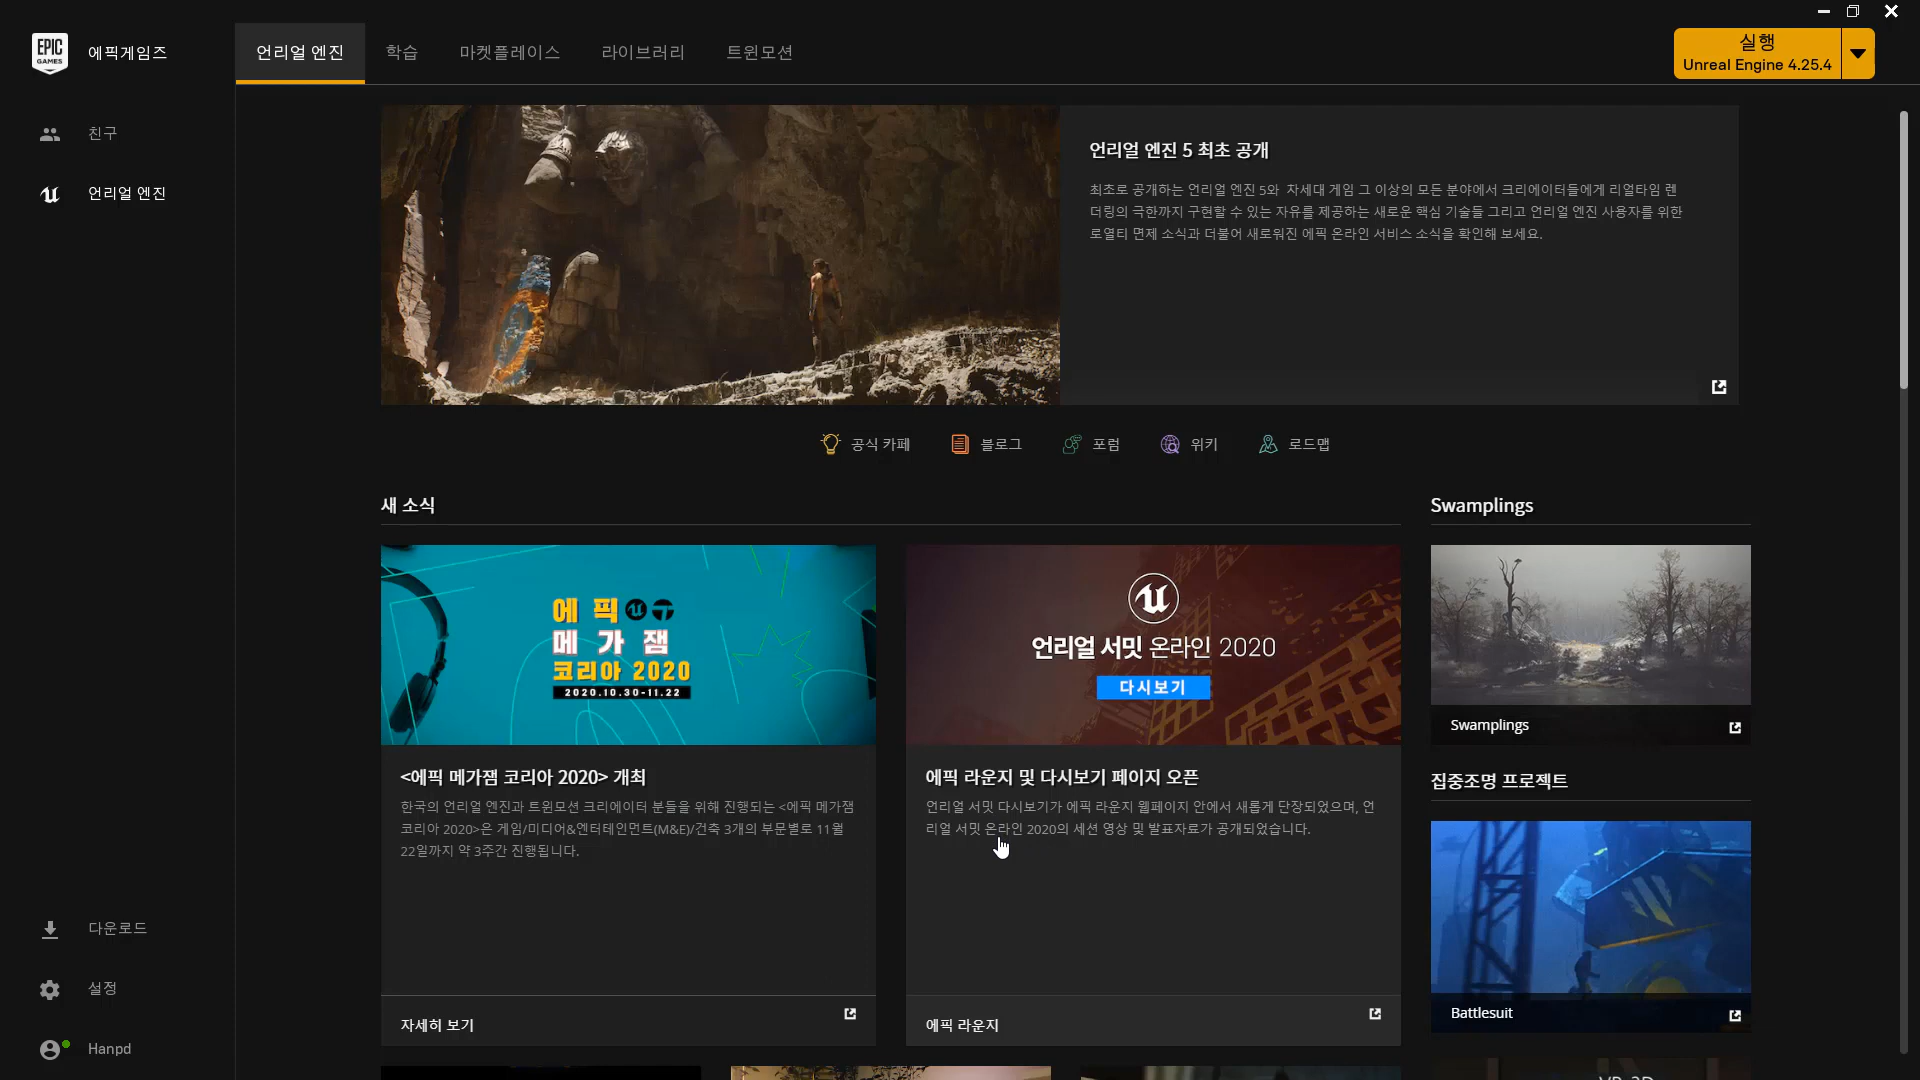 EPIC GAMES
에픽게임즈
언리얼 엔진
학습
마켓플레이스
라이브러리
트윈모션
실행
Unreal Engine 4.25.4
친구
언리얼 엔진
언리얼 엔진 5 최초 공개
최초로 공개하는 언리얼 엔진 5와 차세대 게임 그 이상의 모든 분야에서 크리에이터들에게 리얼타임 렌
더링의 극한까지 구현할 수 있는 자유를 제공하는 새로운 핵심 기술들 그리고 언리얼 엔진 사용자를 위한
로열티 면제 소식과 더불어 새로워진 에픽 온라인 서비스 소식을 확인해 보세요.
공식 카페
블로그
포럼
위키
로드맵
새 소식
에 픽
메 가 잼
코리아 2020
2020.10.30-11.22
<에픽 메가잼 코리아 2020> 개최
한국의 언리얼 엔진과 트윈모션 크리에이터 분들을 위해 진행되는 <에픽 메가잼
코리아 2020>은 게임/미디어&엔터테인먼트(M&E)/건축 3개의 부문별로 11월
22일까지 약 3주간 진행됩니다.
자세히 보기
언리얼 서밋 온라인 2020
다시보기
에픽 라운지 및 다시보기 페이지 오픈
언리얼 서밋 다시보기가 에픽 라운지 웹페이지 안에서 새롭게 단장되었으며, 언
리얼 서밋 온라인 2020의 세션 영상 및 발표자료가 공개되었습니다.
에픽 라운지
Swamplings
Swamplings
집중조명 프로젝트
Battlesuit
다운로드
설정
Hanpd